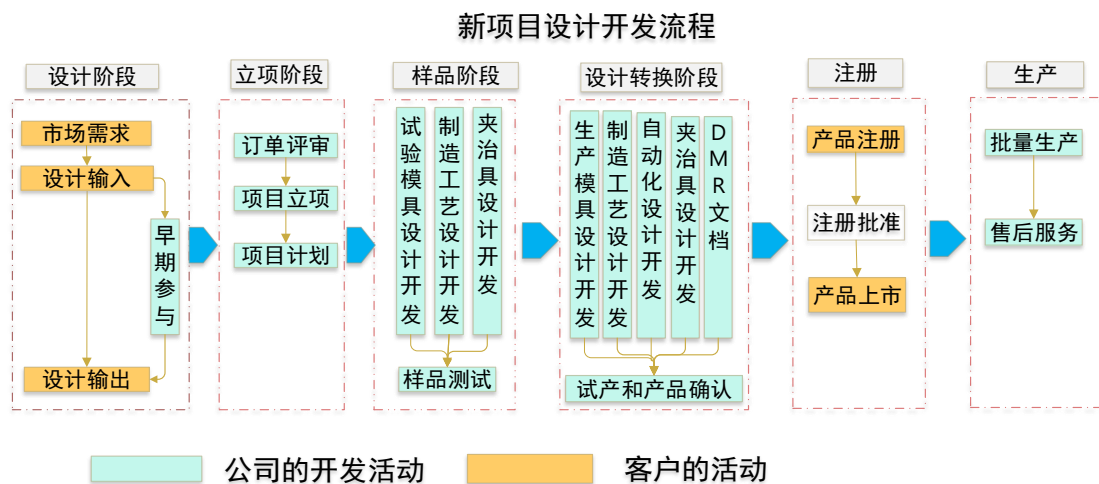 新项目设计开发流程
设计阶段
市场需求
设计输入
早期参与
设计输出
立项阶段
订单评审
项目立项
项目计划
样品阶段
试验模具设计开发
制造工艺设计开发
夹治具设计开发
样品测试
设计转换阶段
生产模具设计开发
制造工艺设计开发
自动化设计开发
夹治具设计开发
DMR文档
试产和产品确认
注册
产品注册
注册批准
产品上市
生产
批量生产
售后服务
公司的开发活动
客户的活动